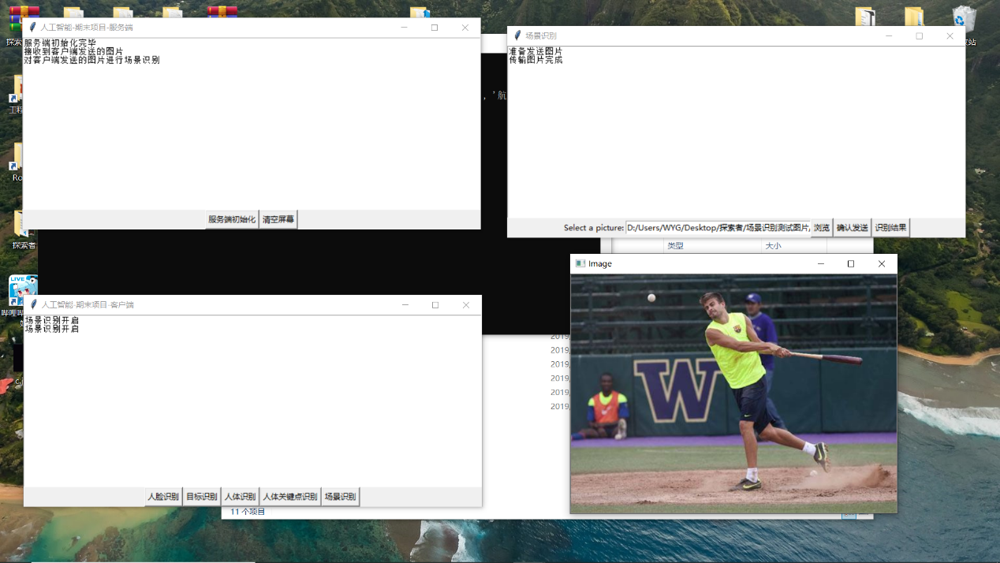 人工智能-期末项目-服务端
服务端初始化完毕
接收到客户端发送的图片
对客户端发送的图片进行场景识别
服务端初始化 清空屏幕
场景识别
准备发送图片
传输图片完成
Select a picture: D:/Users/WYG/Desktop/探索者/场景识别测试图片/ 浏览 确认发送 识别结果
, '航
工程
Ro
探索者
LIVE
类型 大小
Image
W
人工智能-期末项目-客户端
场景识别开启
场景识别开启
人脸识别 目标识别 人体识别 人体关键点识别 场景识别
2019,
2019,
2019,
2019,
2019,
2019,
11 个项目